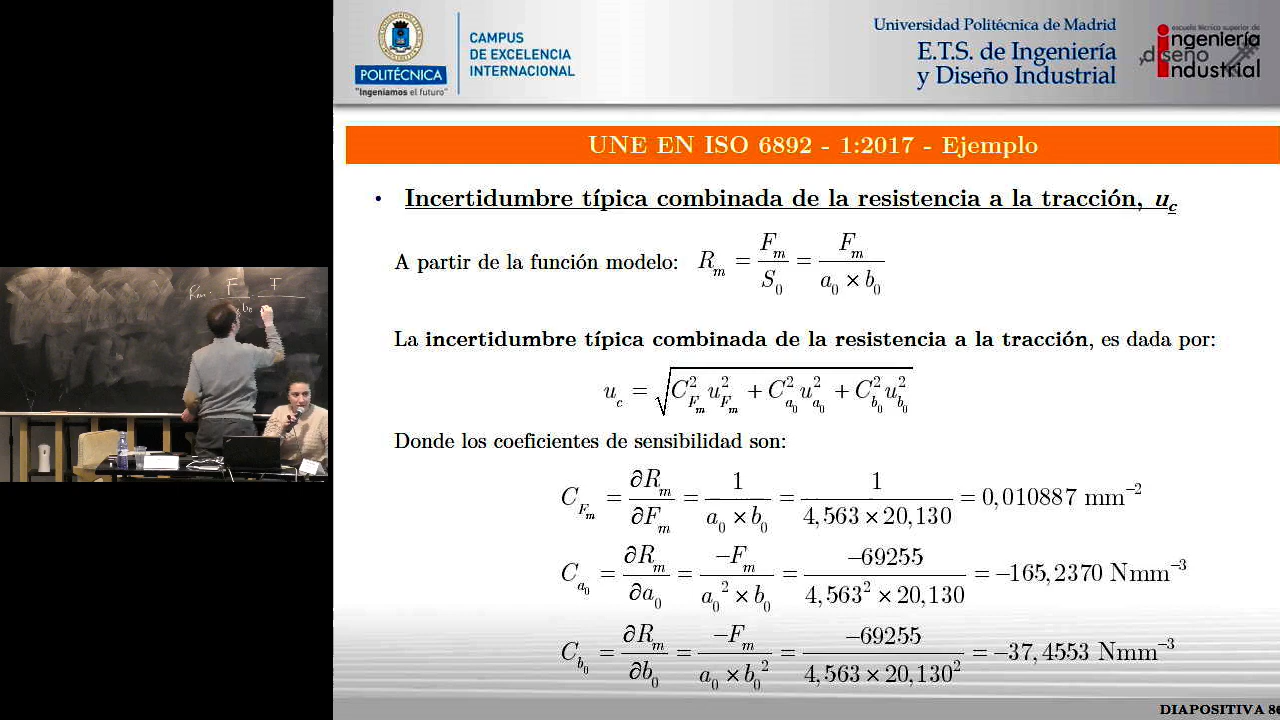 POLITÉCNICA
"Ingeniamos el futuro"
CAMPUS
DE EXCELENCIA
INTERNACIONAL
Universidad Politécnica de Madrid
E.T.S. de Ingeniería
y Diseño Industrial
escuela técnica superior de
ingeniería
y diseño
industrial
UNE EN ISO 6892 - 1:2017 - Ejemplo
• Incertidumbre típica combinada de la resistencia a la tracción, u_c
A partir de la función modelo: R_m = F_m / S_0 = F_m / (a_0 × b_0)
La incertidumbre típica combinada de la resistencia a la tracción, es dada por:
u_c = √(C²_{F_m} u²_{F_m} + C²_{a_0} u²_{a_0} + C²_{b_0} u²_{b_0})
Donde los coeficientes de sensibilidad son:
C_{F_m} = ∂R_m / ∂F_m = 1 / (a_0 × b_0) = 1 / (4,563 × 20,130) = 0,010887 mm⁻²
C_{a_0} = ∂R_m / ∂a_0 = −F_m / (a_0² × b_0) = −69255 / (4,563² × 20,130) = −165,2370 Nmm⁻³
C_{b_0} = ∂R_m / ∂b_0 = −F_m / (a_0 × b_0²) = −69255 / (4,563 × 20,130²) = −37,4553 Nmm⁻³
DIAPOSITIVA 86